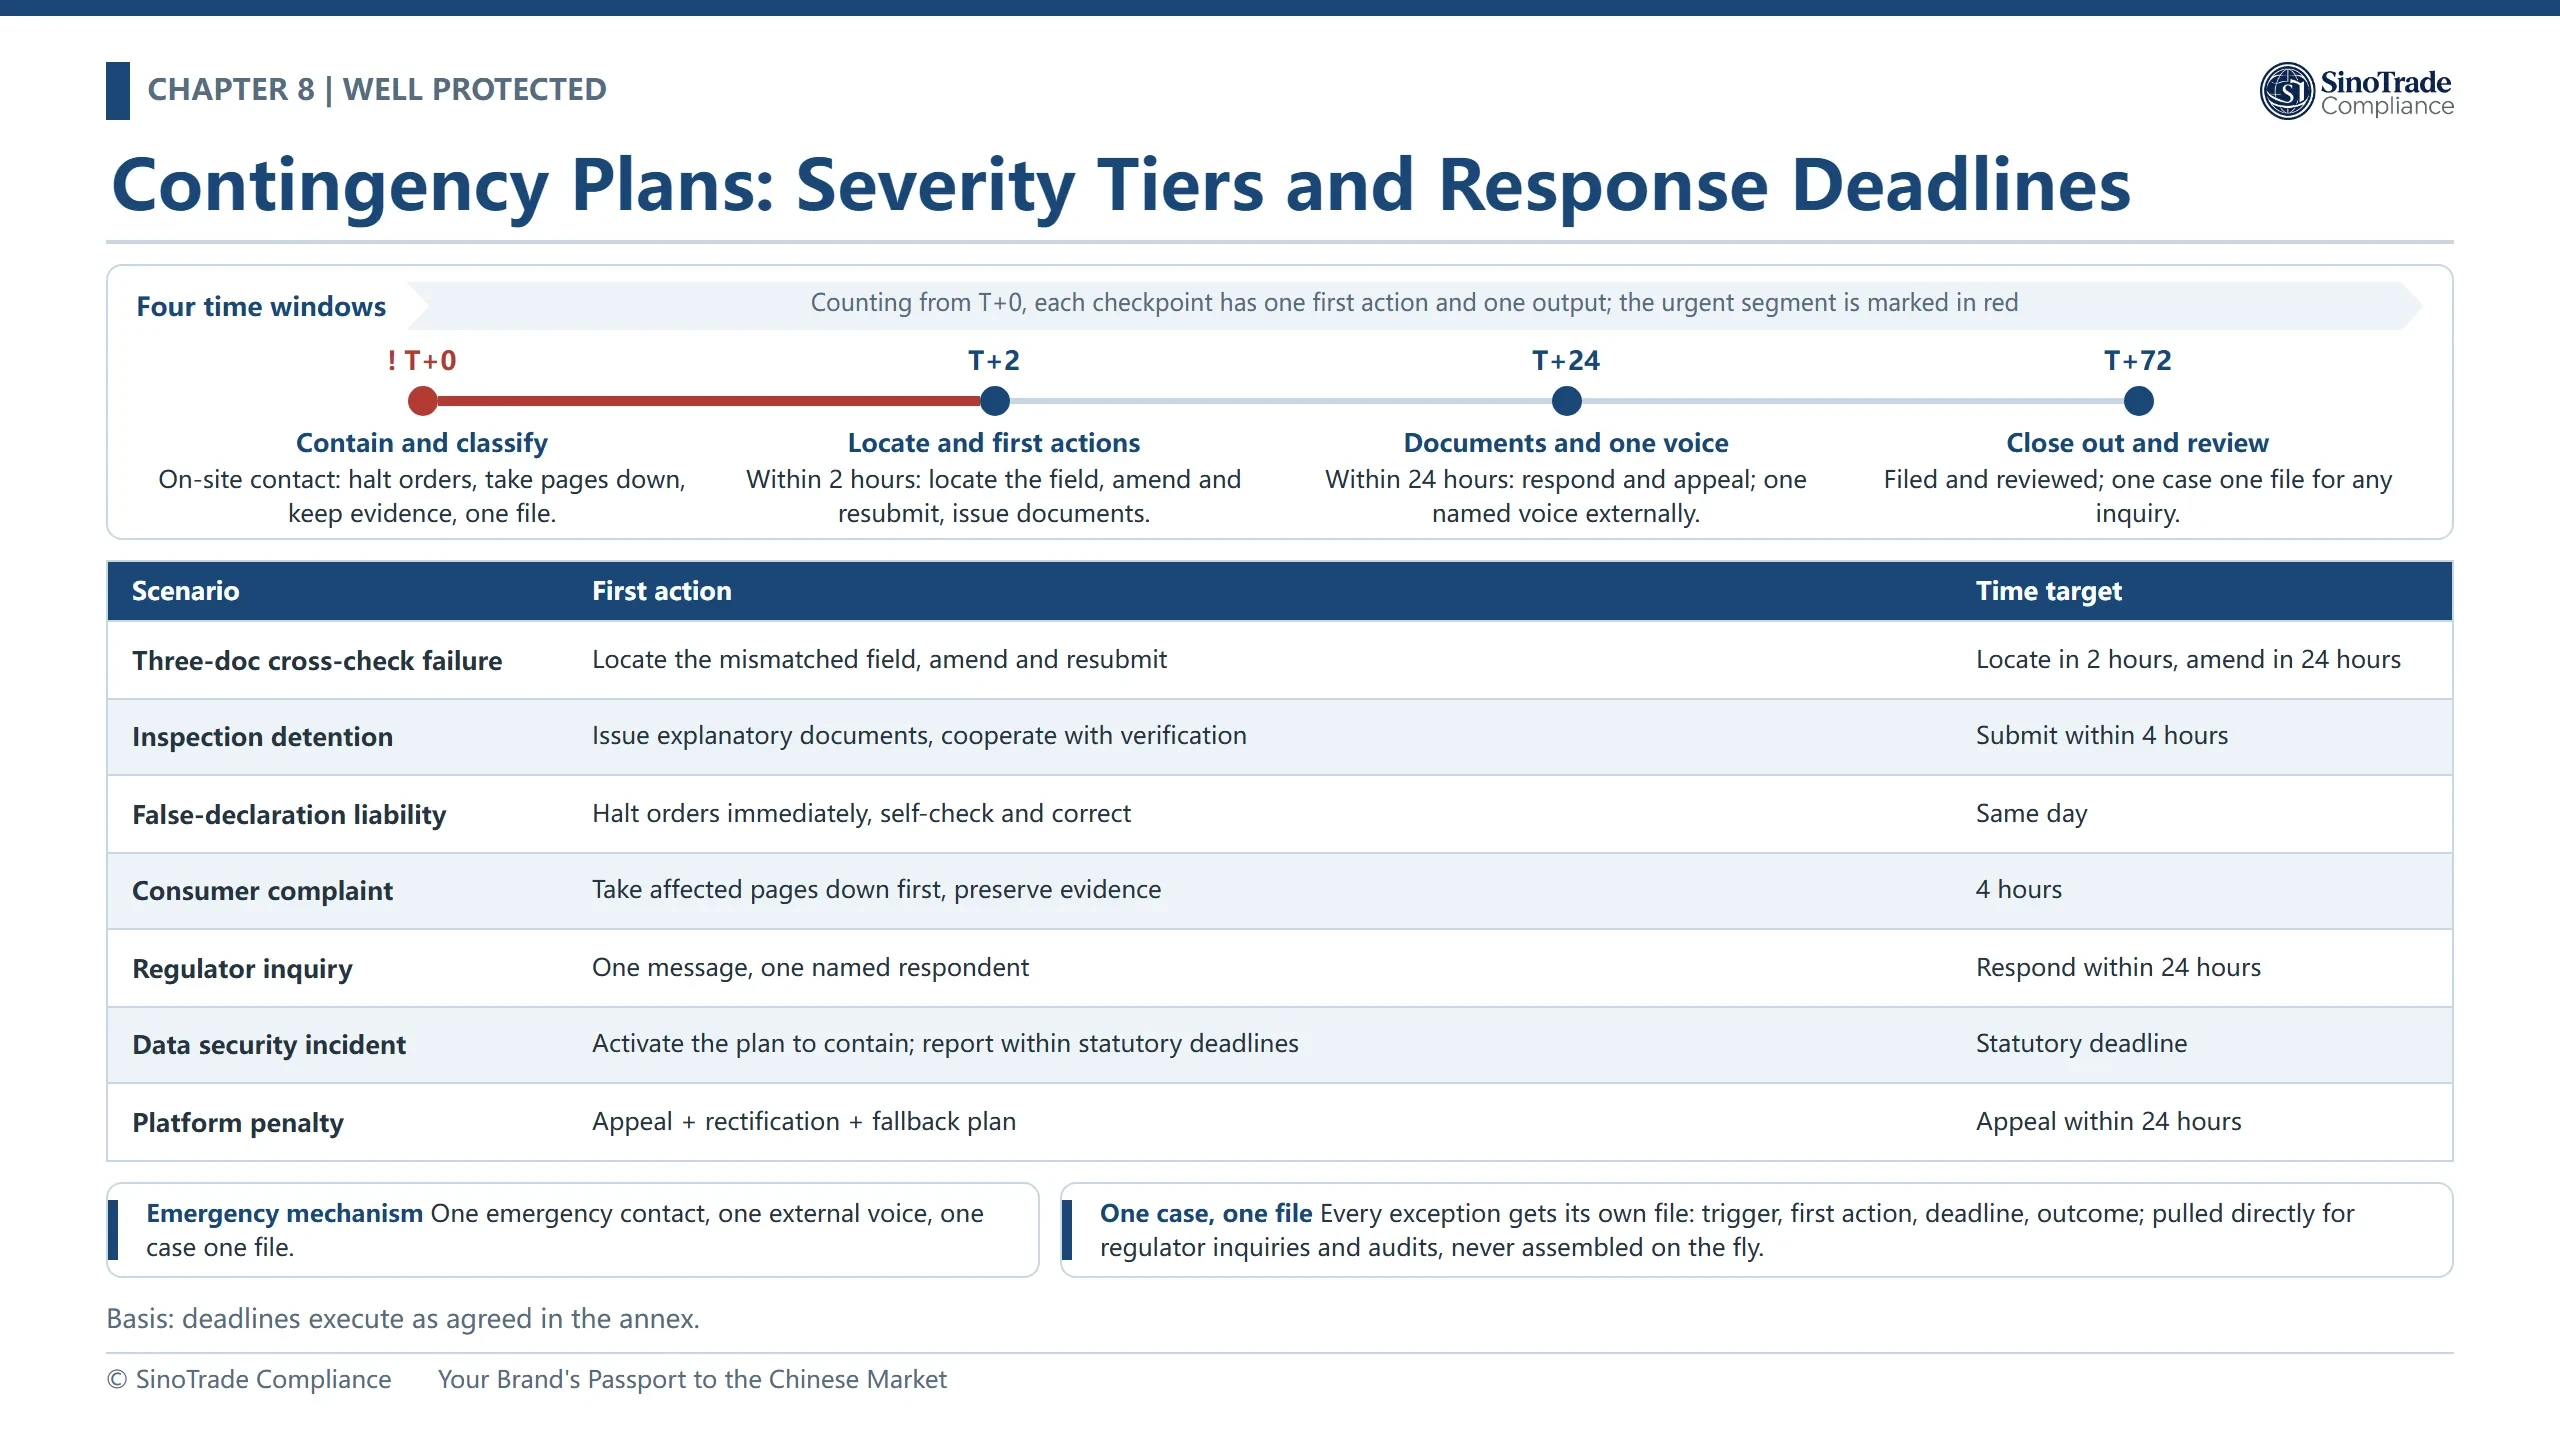 CHAPTER 8 | WELL PROTECTED
SinoTrade
Compliance
Contingency Plans: Severity Tiers and Response Deadlines
Four time windows
Counting from T+0, each checkpoint has one first action and one output; the urgent segment is marked in red
! T+0
T+2
T+24
T+72
Contain and classify
On-site contact: halt orders, take pages down,
keep evidence, one file.
Locate and first actions
Within 2 hours: locate the field, amend and
resubmit, issue documents.
Documents and one voice
Within 24 hours: respond and appeal; one
named voice externally.
Close out and review
Filed and reviewed; one case one file for any
inquiry.
Scenario First action Time target
Three-doc cross-check failure Locate the mismatched field, amend and resubmit Locate in 2 hours, amend in 24 hours
Inspection detention Issue explanatory documents, cooperate with verification Submit within 4 hours
False-declaration liability Halt orders immediately, self-check and correct Same day
Consumer complaint Take affected pages down first, preserve evidence 4 hours
Regulator inquiry One message, one named respondent Respond within 24 hours
Data security incident Activate the plan to contain; report within statutory deadlines Statutory deadline
Platform penalty Appeal + rectification + fallback plan Appeal within 24 hours
Emergency mechanism One emergency contact, one external voice, one
case one file.
One case, one file Every exception gets its own file: trigger, first action, deadline, outcome; pulled directly for
regulator inquiries and audits, never assembled on the fly.
Basis: deadlines execute as agreed in the annex.
© SinoTrade Compliance Your Brand's Passport to the Chinese Market